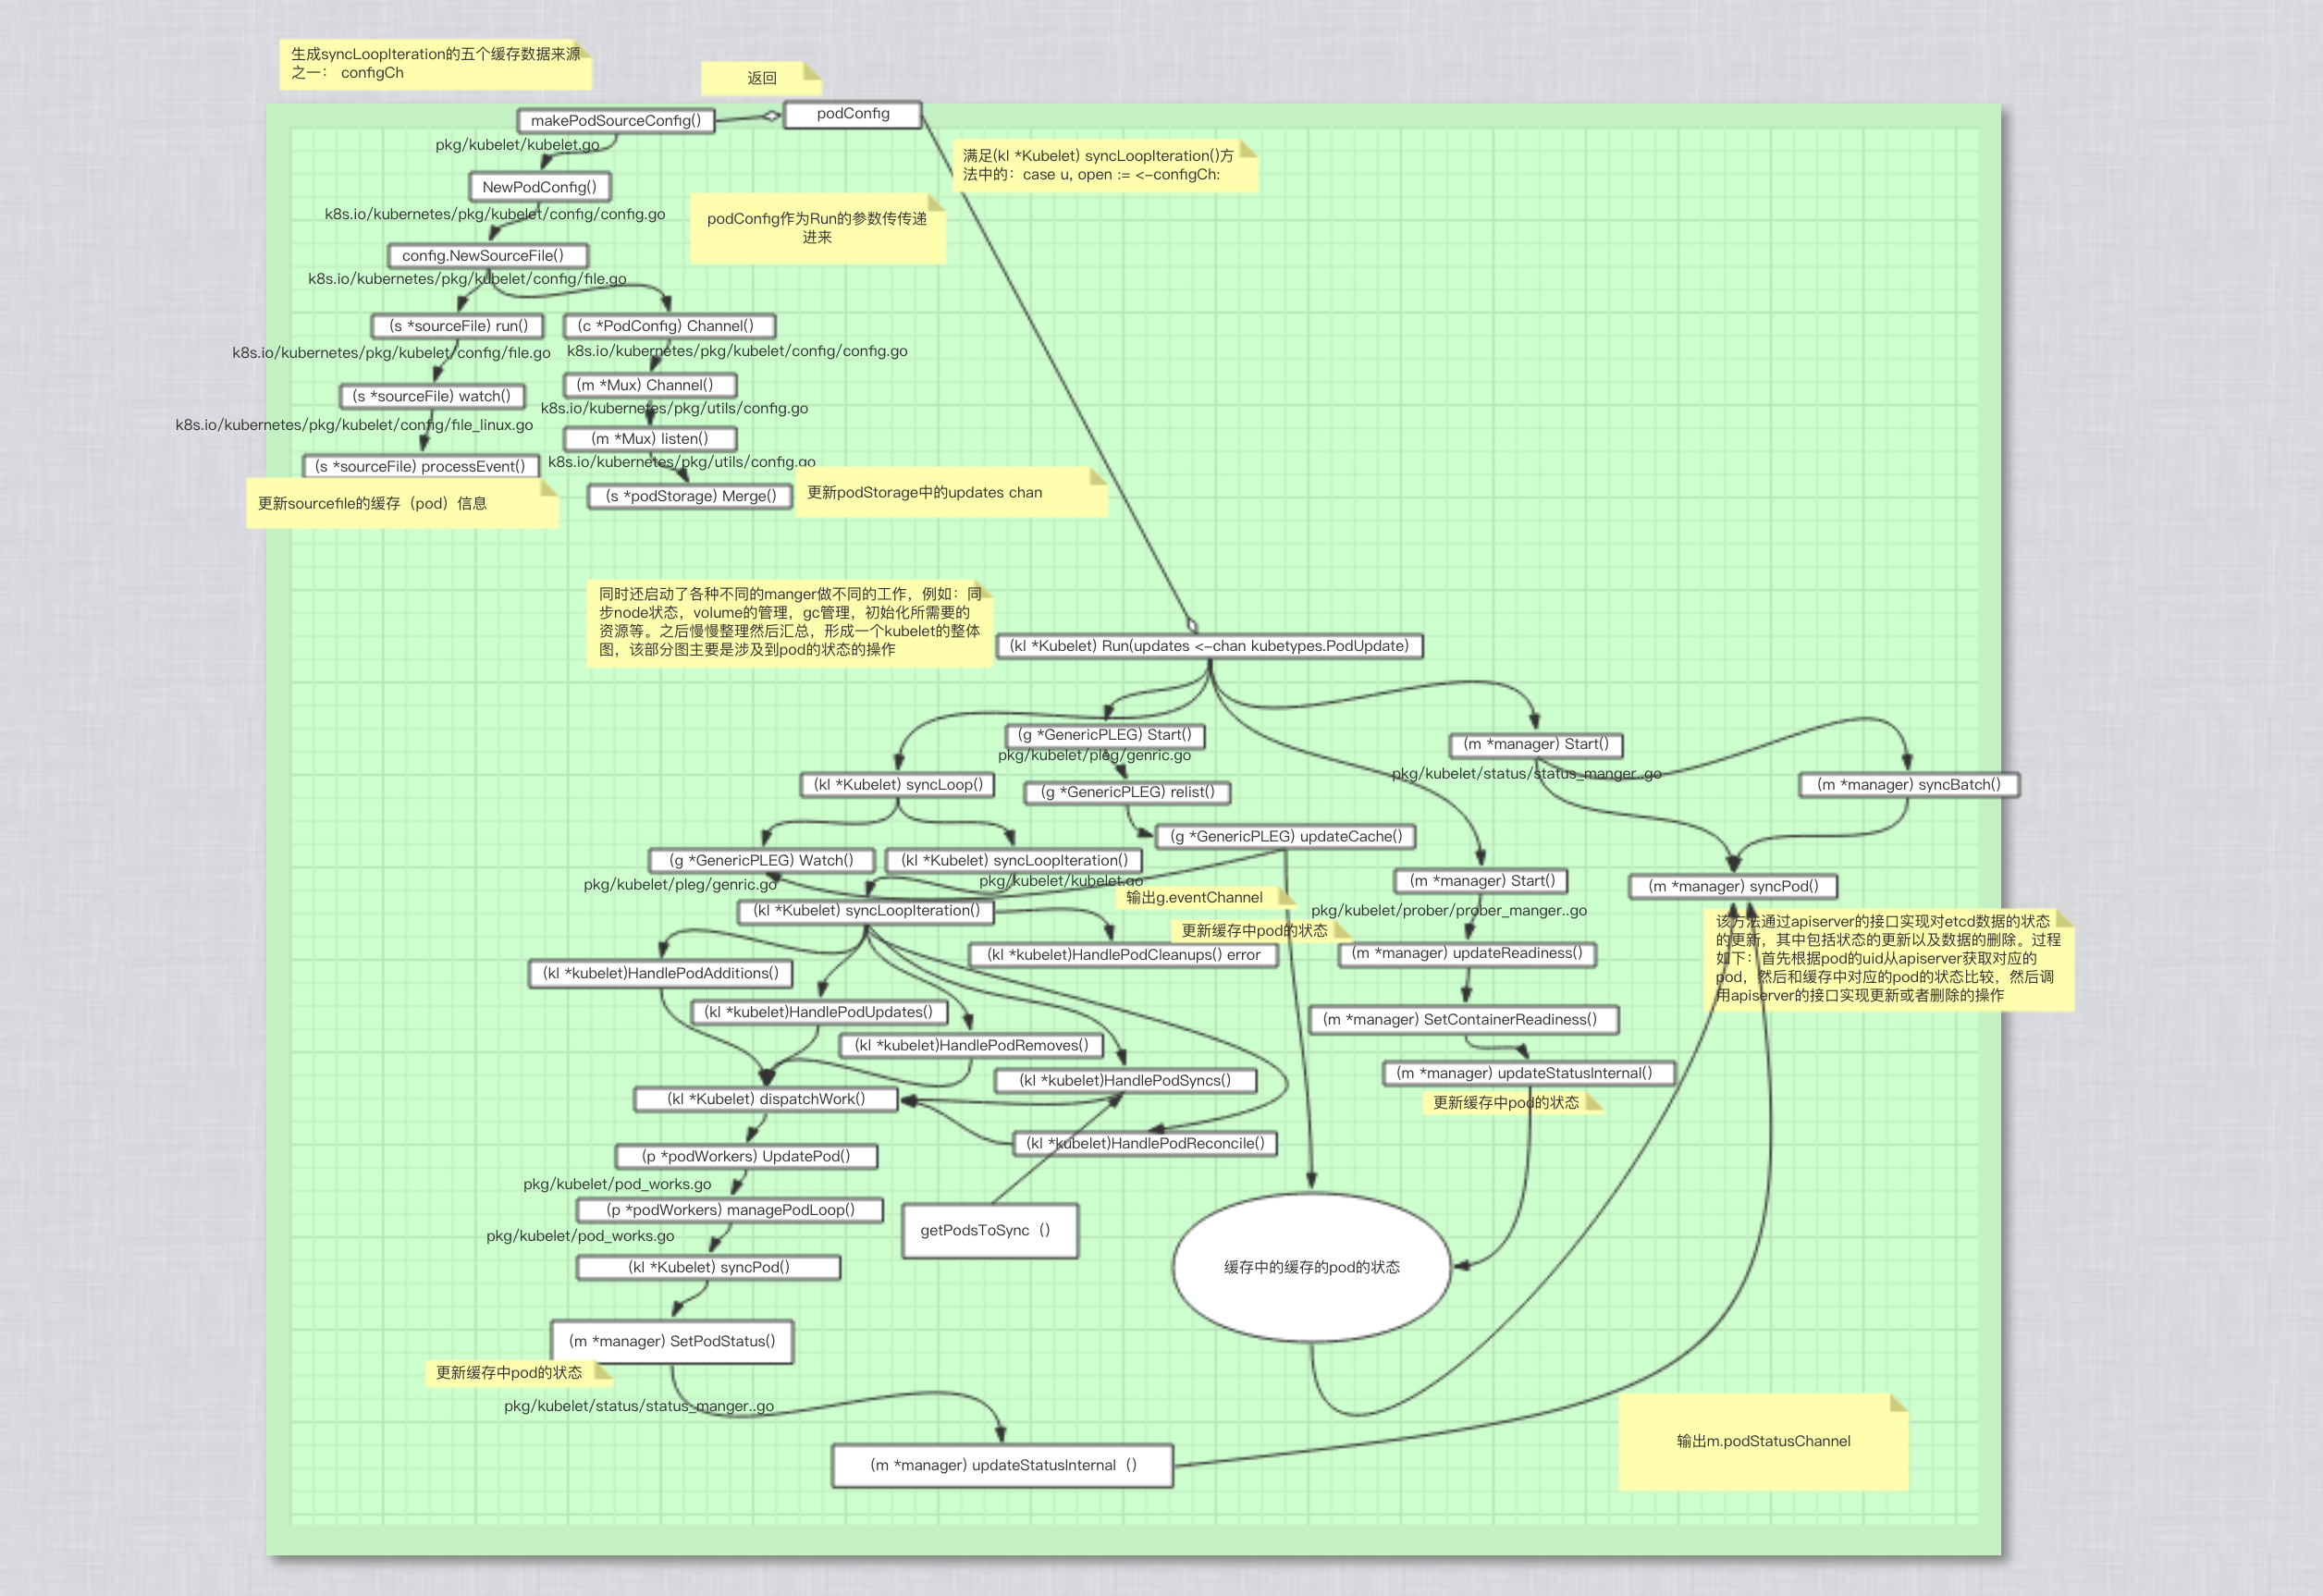 生成syncLoopIteration的五个缓存数据来源
之一： configCh
返回
makePodSourceConfig()
podConfig
pkg/kubelet/kubelet.go
满足(kl *Kubelet) syncLoopIteration()方
法中的：case u, open := <-configCh:
NewPodConfig()
k8s.io/kubernetes/pkg/kubelet/config/config.go
podConfig作为Run的参数传传递
进来
config.NewSourceFile()
k8s.io/kubernetes/pkg/kubelet/config/file.go
(s *sourceFile) run()
(c *PodConfig) Channel()
k8s.io/kubernetes/pkg/kubelet/config/file.go
k8s.io/kubernetes/pkg/kubelet/config/config.go
(s *sourceFile) watch()
(m *Mux) Channel()
k8s.io/kubernetes/pkg/utils/config.go
k8s.io/kubernetes/pkg/kubelet/config/file_linux.go
(m *Mux) listen()
k8s.io/kubernetes/pkg/utils/config.go
(s *sourceFile) processEvent()
(s *podStorage) Merge()
更新podStorage中的updates chan
更新sourcefile的缓存（pod）信息
同时还启动了各种不同的manger做不同的工作，例如：同
步node状态，volume的管理，gc管理，初始化所需要的
资源等。之后慢慢整理然后汇总，形成一个kubelet的整体
图，该部分图主要是涉及到pod的状态的操作
(kl *Kubelet) Run(updates <-chan kubetypes.PodUpdate)
(g *GenericPLEG) Start()
pkg/kubelet/pleg/genric.go
(m *manager) Start()
pkg/kubelet/status/status_manger..go
(kl *Kubelet) syncLoop()
(g *GenericPLEG) relist()
(m *manager) syncBatch()
(g *GenericPLEG) updateCache()
(g *GenericPLEG) Watch()
(kl *Kubelet) syncLoopIteration()
pkg/kubelet/pleg/genric.go
pkg/kubelet/kubelet.go
(m *manager) Start()
(m *manager) syncPod()
输出g.eventChannel
(kl *Kubelet) syncLoopIteration()
pkg/kubelet/prober/prober_manger..go
更新缓存中pod的状态
该方法通过apiserver的接口实现对etcd数据的状态
的更新，其中包括状态的更新以及数据的删除。过程
如下：首先根据pod的uid从apiserver获取对应的
pod，然后和缓存中对应的pod的状态比较，然后调
用apiserver的接口实现更新或者删除的操作
(kl *kubelet)HandlePodCleanups() error
(m *manager) updateReadiness()
(kl *kubelet)HandlePodAdditions()
(kl *kubelet)HandlePodUpdates()
(m *manager) SetContainerReadiness()
(kl *kubelet)HandlePodRemoves()
(kl *kubelet)HandlePodSyncs()
(m *manager) updateStatusInternal()
(kl *Kubelet) dispatchWork()
更新缓存中pod的状态
(kl *kubelet)HandlePodReconcile()
(p *podWorkers) UpdatePod()
pkg/kubelet/pod_works.go
(p *podWorkers) managePodLoop()
getPodsToSync（）
pkg/kubelet/pod_works.go
(kl *Kubelet) syncPod()
缓存中的缓存的pod的状态
(m *manager) SetPodStatus()
更新缓存中pod的状态
pkg/kubelet/status/status_manger..go
输出m.podStatusChannel
(m *manager) updateStatusInternal（）